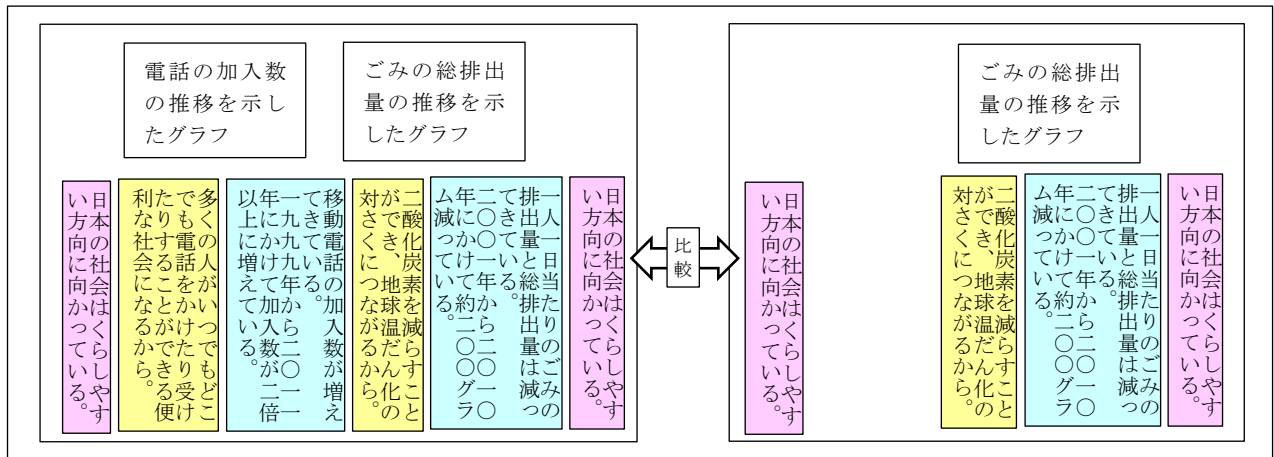 ごみの総排出
量の推移を示
したグラフ
日本の社会はくらしやす
い方向に向かっている。
一人一日当たりのごみの
排出量と総排出量は減っ
てきている。
二〇〇一年から二〇一〇
年にかけて約二〇〇グラ
ム減っている。
二酸化炭素を減らすこと
ができ、地球温だん化の
対さくにつながるから。
日本の社会はくらしやす
い方向に向かっている。
比較
ごみの総排出
量の推移を示
したグラフ
電話の加入数
の推移を示し
たグラフ
日本の社会はくらしやす
い方向に向かっている。
一人一日当たりのごみの
排出量と総排出量は減っ
てきている。
二〇〇一年から二〇一〇
年にかけて約二〇〇グラ
ム減っている。
二酸化炭素を減らすこと
ができ、地球温だん化の
対さくにつながるから。
移動電話の加入数が増え
てきている。
一九九九年から二〇一一
年にかけて加入数が二倍
以上に増えている。
多くの人がいつでもどこ
でも電話をかけたり受け
たりすることができる便
利な社会になるから。
日本の社会はくらしやす
い方向に向かっている。